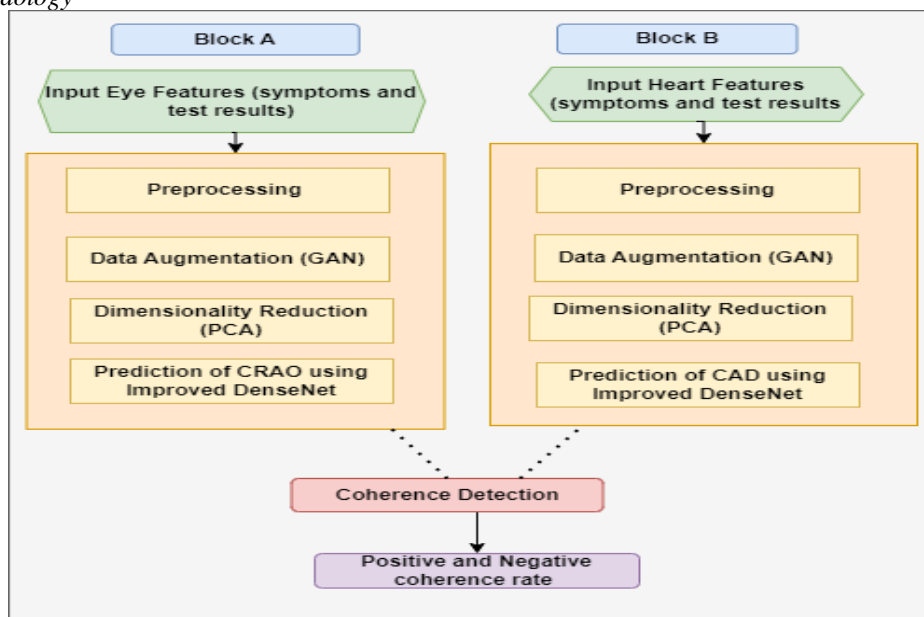 Block A
Input Eye Features (symptoms and
test results)
Preprocessing
Data Augmentation (GAN)
Dimensionality Reduction
(PCA)
Prediction of CRAO using
Improved DenseNet
Block B
Input Heart Features
(symptoms and test results
Preprocessing
Data Augmentation (GAN)
Dimensionality Reduction
(PCA)
Prediction of CAD using
Improved DenseNet
Coherence Detection
Positive and Negative
coherence rate